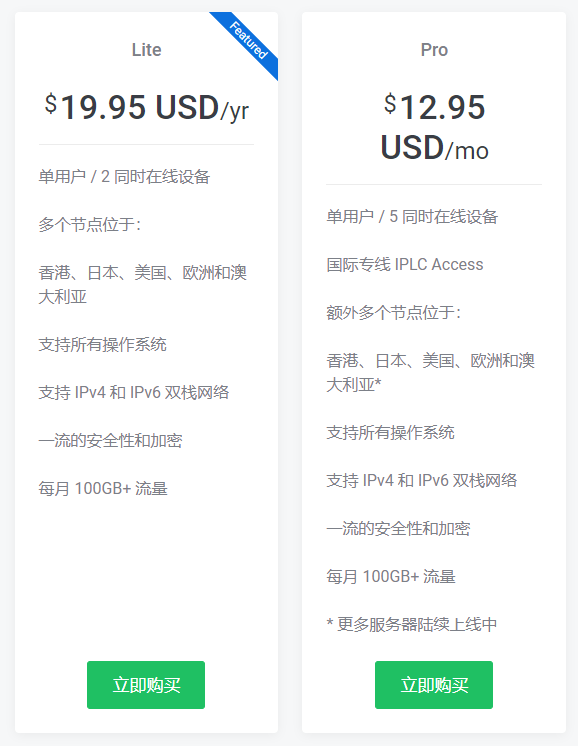 Lite
Featured
$19.95 USD/yr
单用户 / 2 同时在线设备
多个节点位于：
香港、日本、美国、欧洲和澳
大利亚
支持所有操作系统
支持 IPv4 和 IPv6 双栈网络
一流的安全性和加密
每月 100GB+ 流量
立即购买
Pro
$12.95
USD/mo
单用户 / 5 同时在线设备
国际专线 IPLC Access
额外多个节点位于：
香港、日本、美国、欧洲和澳
大利亚*
支持所有操作系统
支持 IPv4 和 IPv6 双栈网络
一流的安全性和加密
每月 100GB+ 流量
* 更多服务器陆续上线中
立即购买